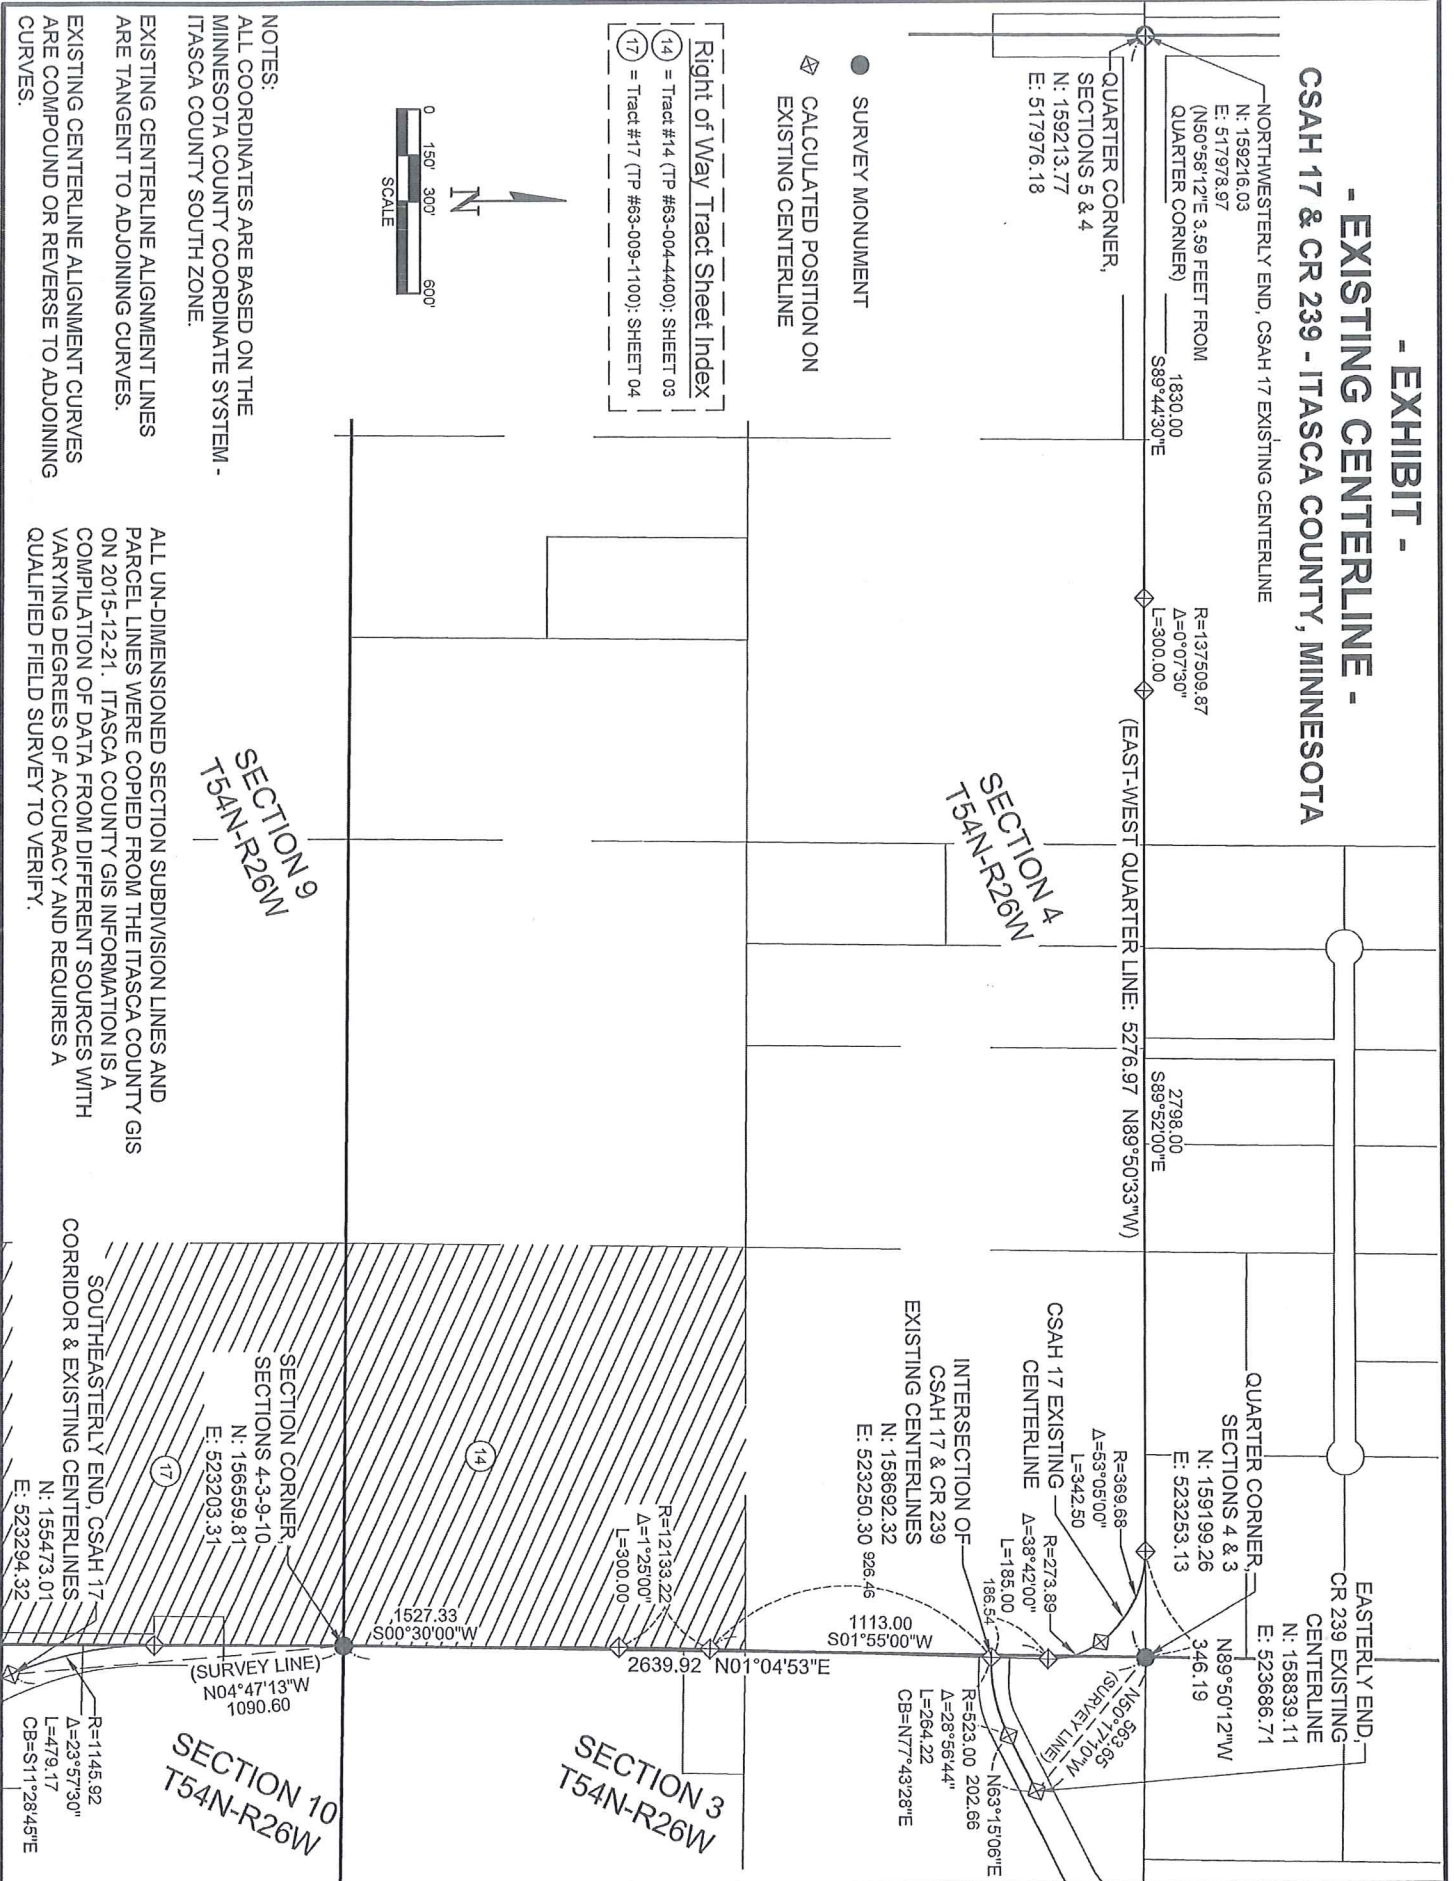 - EXHIBIT -
- EXISTING CENTERLINE -
CSAH 17 & CR 239 - ITASCA COUNTY, MINNESOTA
NORTHWESTERLY END, CSAH 17 EXISTING CENTERLINE
N: 159216.03
E: 517978.97
(N50°58'12"E 3.59 FEET FROM
QUARTER CORNER)
QUARTER CORNER,
SECTIONS 5 & 4
N: 159213.77
E: 517976.18
1830.00
S89°44'30"E
R=137509.87
Δ=0°07'30"
L=300.00
(EAST-WEST QUARTER LINE: 5276.97 N89°50'33"W)
2798.00
S89°52'00"E
EASTERLY END,
CR 239 EXISTING
CENTERLINE
N: 158839.11
E: 523686.71
QUARTER CORNER,
SECTIONS 4 & 3
N: 159199.26
E: 523253.13
N89°50'12"W
346.19
563.65
N50°17'10"W
(SURVEY LINE)
R=369.68
Δ=53°05'00"
L=342.50
CSAH 17 EXISTING
CENTERLINE
R=273.89
Δ=38°42'00"
L=185.00
186.54
INTERSECTION OF
CSAH 17 & CR 239
EXISTING CENTERLINES
N: 158692.32
E: 523250.30
926.46
N63°15'06"E
202.66
R=523.00
Δ=28°56'44"
L=264.22
CB=N77°43'28"E
1113.00
S01°55'00"W
2639.92 N01°04'53"E
R=12133.22
Δ=1°25'00"
L=300.00
1527.33
S00°30'00"W
SURVEY MONUMENT
CALCULATED POSITION ON
EXISTING CENTERLINE
Right of Way Tract Sheet Index
14 = Tract #14 (TP #63-004-4400): SHEET 03
17 = Tract #17 (TP #63-009-1100): SHEET 04
N
0 150' 300' 600'
SCALE
SECTION 4
T54N-R26W
SECTION 3
T54N-R26W
14
SECTION 9
T54N-R26W
SECTION 10
T54N-R26W
SECTION CORNER,
SECTIONS 4-3-9-10
N: 156559.81
E: 523203.31
17
(SURVEY LINE)
N04°47'13"W
1090.60
SOUTHEASTERLY END, CSAH 17
CORRIDOR & EXISTING CENTERLINES
N: 155473.01
E: 523294.32
R=1145.92
Δ=23°57'30"
L=479.17
CB=S11°28'45"E
NOTES:
ALL COORDINATES ARE BASED ON THE
MINNESOTA COUNTY COORDINATE SYSTEM -
ITASCA COUNTY SOUTH ZONE.
EXISTING CENTERLINE ALIGNMENT LINES
ARE TANGENT TO ADJOINING CURVES.
EXISTING CENTERLINE ALIGNMENT CURVES
ARE COMPOUND OR REVERSE TO ADJOINING
CURVES.
ALL UN-DIMENSIONED SECTION SUBDIVISION LINES AND
PARCEL LINES WERE COPIED FROM THE ITASCA COUNTY GIS
ON 2015-12-21. ITASCA COUNTY GIS INFORMATION IS A
COMPILATION OF DATA FROM DIFFERENT SOURCES WITH
VARYING DEGREES OF ACCURACY AND REQUIRES A
QUALIFIED FIELD SURVEY TO VERIFY.